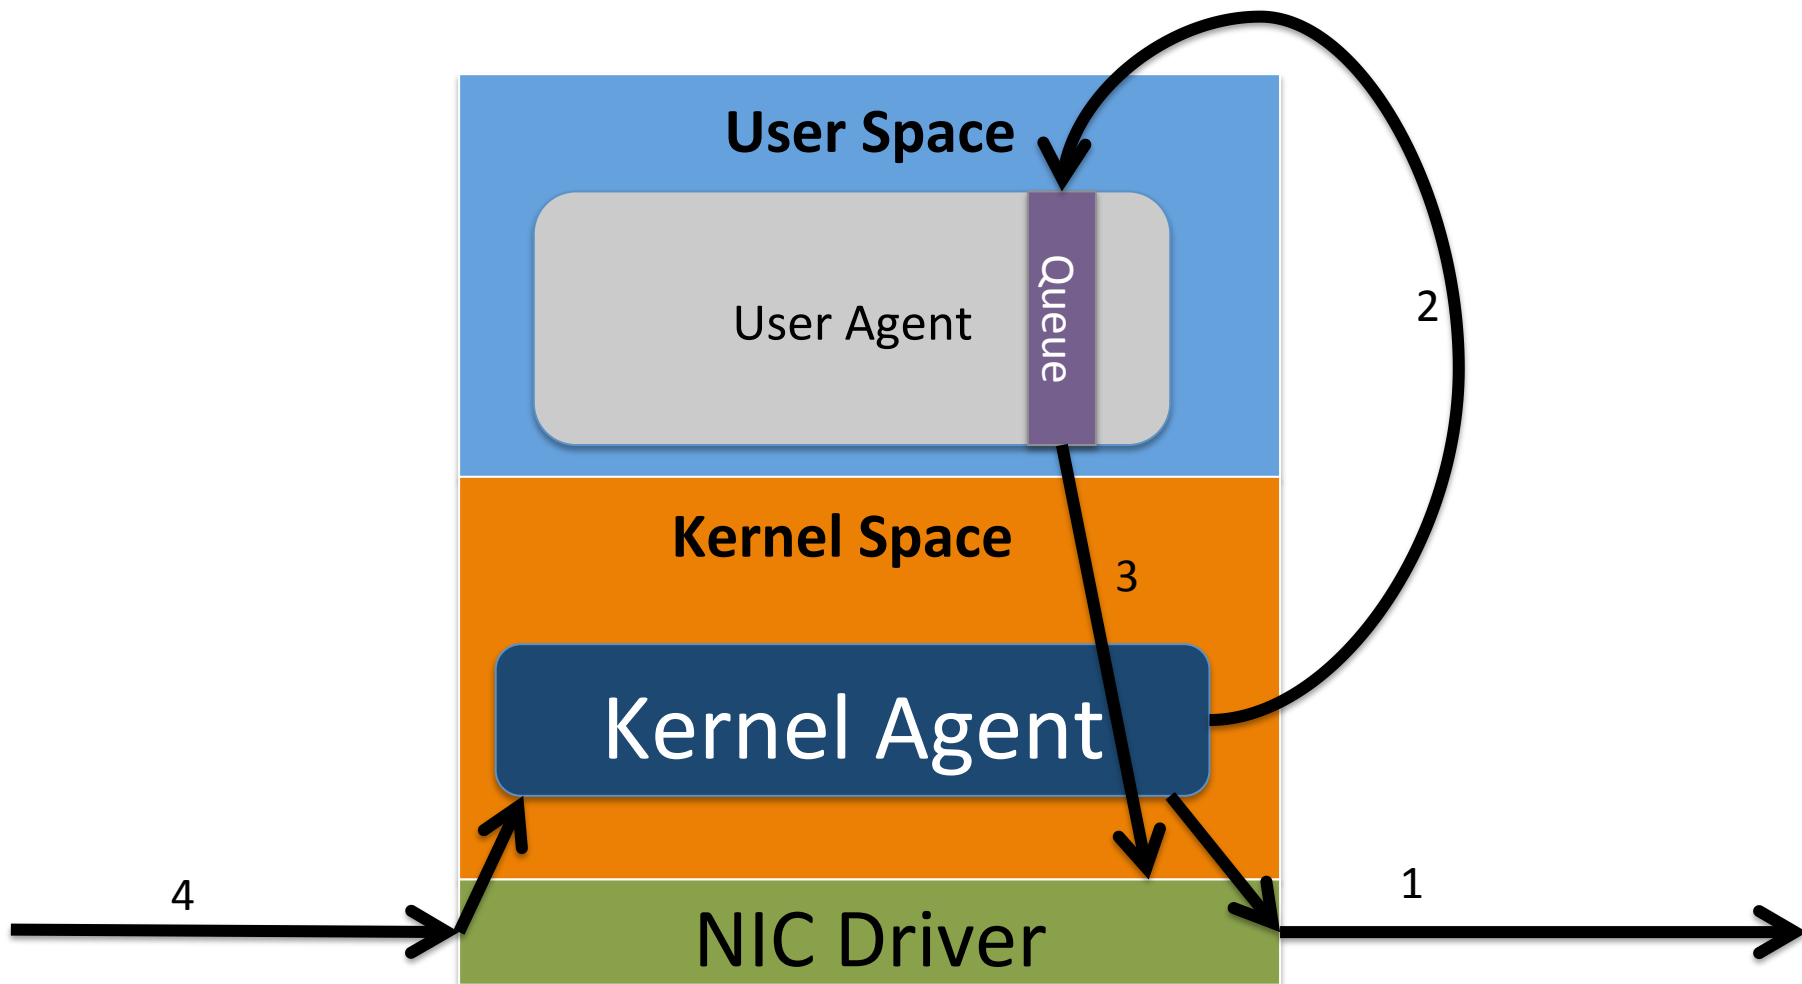 User Space
User Agent
Queue
2
Kernel Space
3
Kernel Agent
4
1
NIC Driver